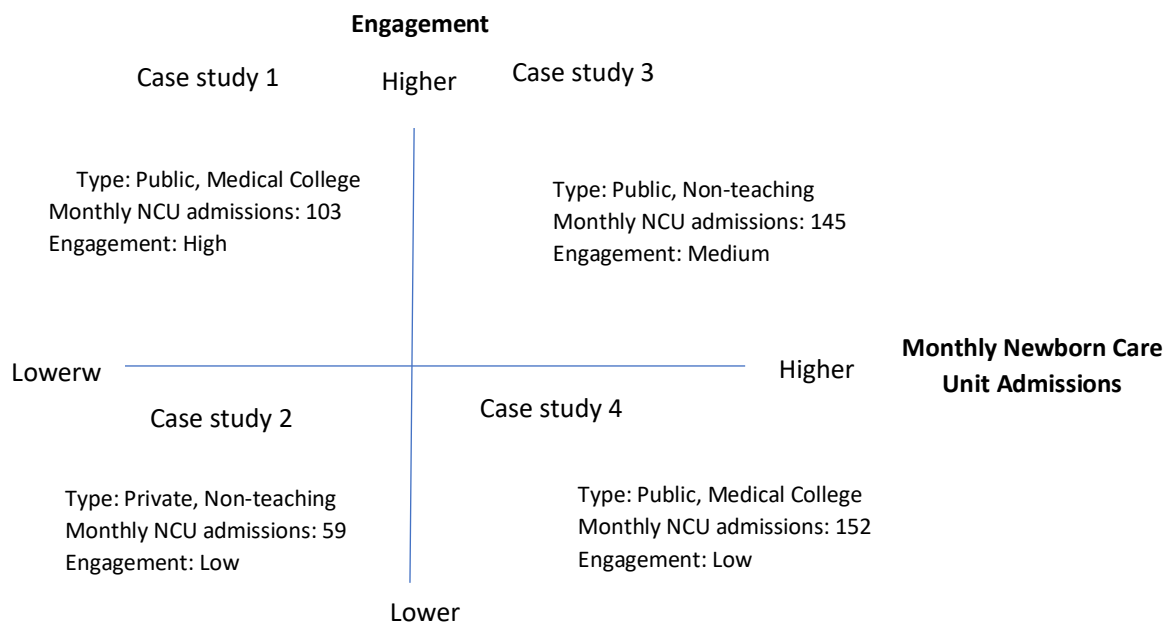 Engagement
Case study 1
Higher
Case study 3
Type: Public, Medical College
Monthly NCU admissions: 103
Engagement: High
Type: Public, Non-teaching
Monthly NCU admissions: 145
Engagement: Medium
Lowerw
Higher
Monthly Newborn Care
Unit Admissions
Case study 2
Case study 4
Type: Private, Non-teaching
Monthly NCU admissions: 59
Engagement: Low
Type: Public, Medical College
Monthly NCU admissions: 152
Engagement: Low
Lower